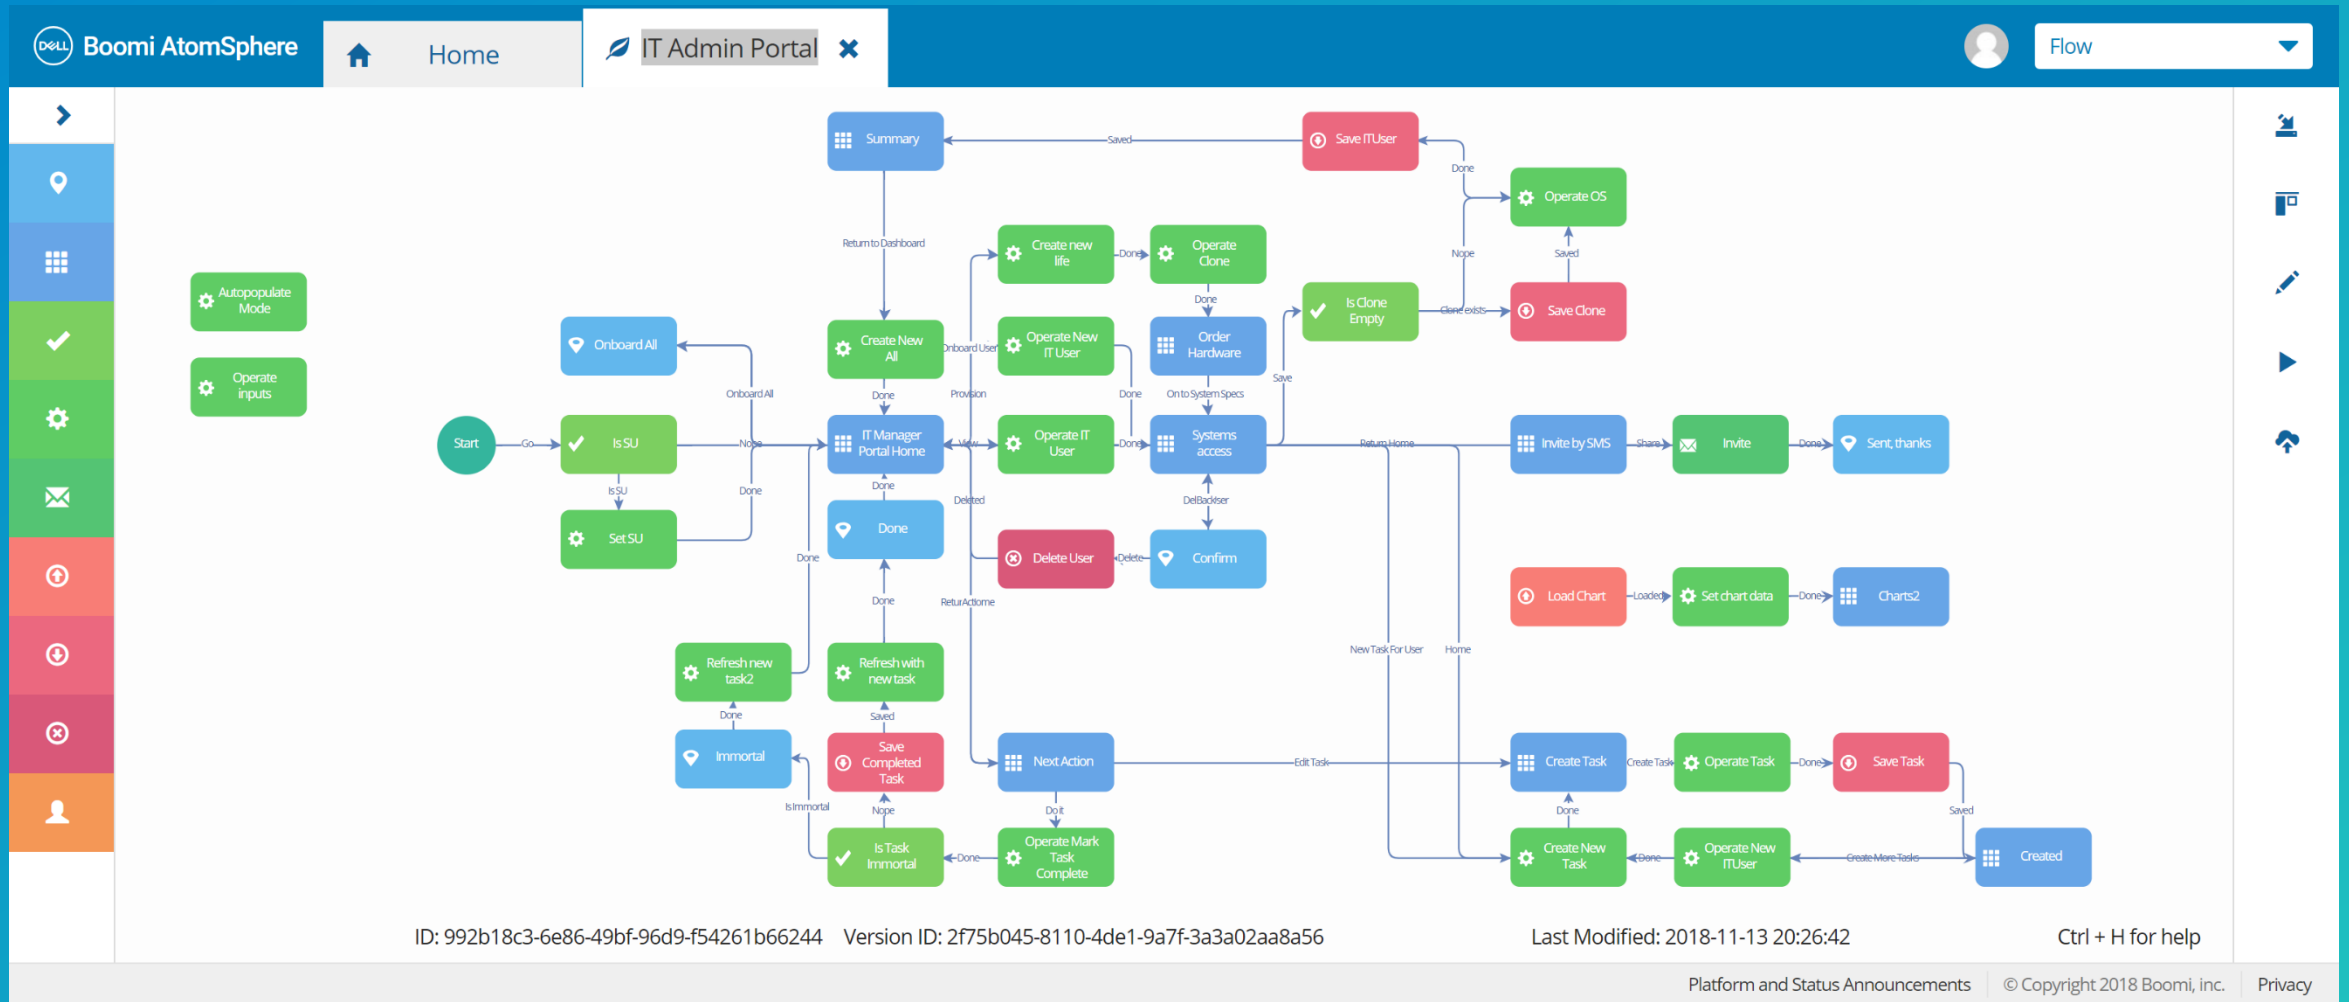 DELL Boomi AtomSphere
Home
IT Admin Portal
Flow
Summary
Saved
Save ITUser
Done
Operate OS
Return to Dashboard
Create new
life
Done
Operate
Clone
Nope
Saved
Autopopulate
Mode
Done
Is Clone
Empty
Clone exists
Save Clone
Onboard All
Create New
All
Onboard User
Operate New
IT User
Order
Hardware
Operate
inputs
Save
Onboard All
Done
Provision
Done
On to System Specs
Start
Go
Is SU
Nope
IT Manager
Portal Home
View
Operate IT
User
Done
Systems
access
Return Home
Invite by SMS
Share
Invite
Done
Sent, thanks
Is SU
Done
Done
Deleted
Set SU
Done
Done
Delete User
Delete
Confirm
Done
ReturActiome
Load Chart
Loaded
Set chart data
Done
Charts2
New Task For User
Home
Refresh new
task2
Refresh with
new task
Done
Saved
Immortal
Save
Completed
Task
Next Action
Edit Task
Create Task
Create Task
Operate Task
Done
Save Task
Is Immortal
Nope
Do it
Done
Saved
Is Task
Immortal
Done
Operate Mark
Task
Complete
Create New
Task
Done
Operate New
ITUser
Create More Tasks
Created
ID: 992b18c3-6e86-49bf-96d9-f54261b66244 Version ID: 2f75b045-8110-4de1-9a7f-3a3a02aa8a56 Last Modified: 2018-11-13 20:26:42 Ctrl + H for help
Platform and Status Announcements © Copyright 2018 Boomi, inc. Privacy